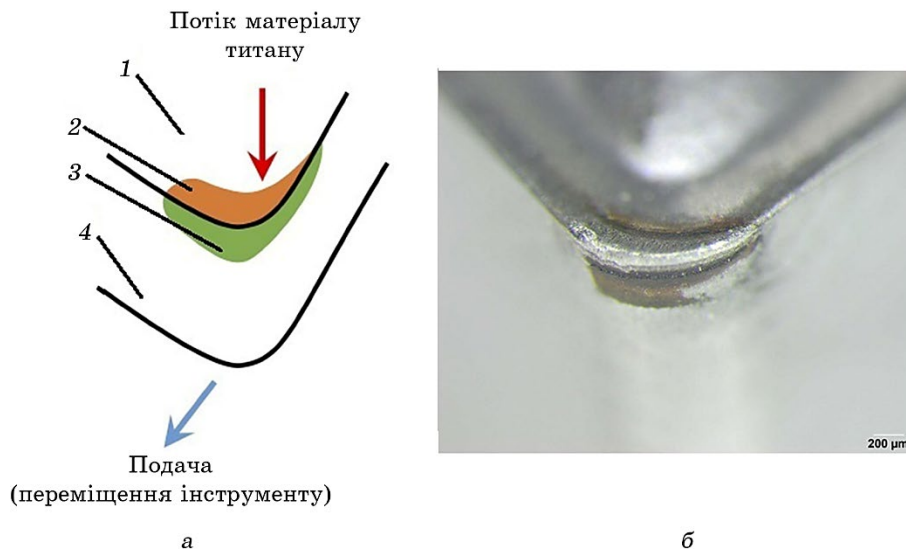 Потік матеріалу
титану
1
2
3
4
200 µm
Подача
(переміщення інструменту)
а
б